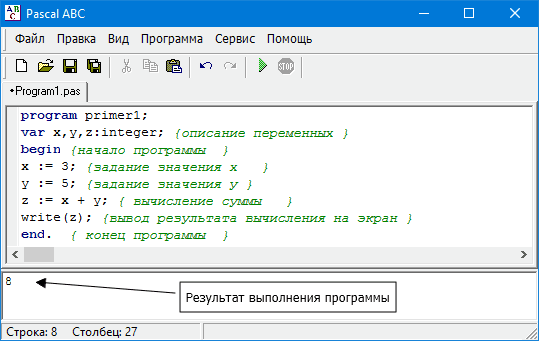 Pascal ABC
Файл Правка Вид Программа Сервис Помощь
STOP
•Program1.pas
program primer1;
var x,y,z:integer; {описание переменных }
begin {начало программы }
x := 3; {задание значения x }
y := 5; {задание значения y }
z := x + y; { вычисление суммы }
write(z); {вывод результата вычисления на экран }
end. { конец программы }
8
Результат выполнения программы
Строка: 8 Столбец: 27